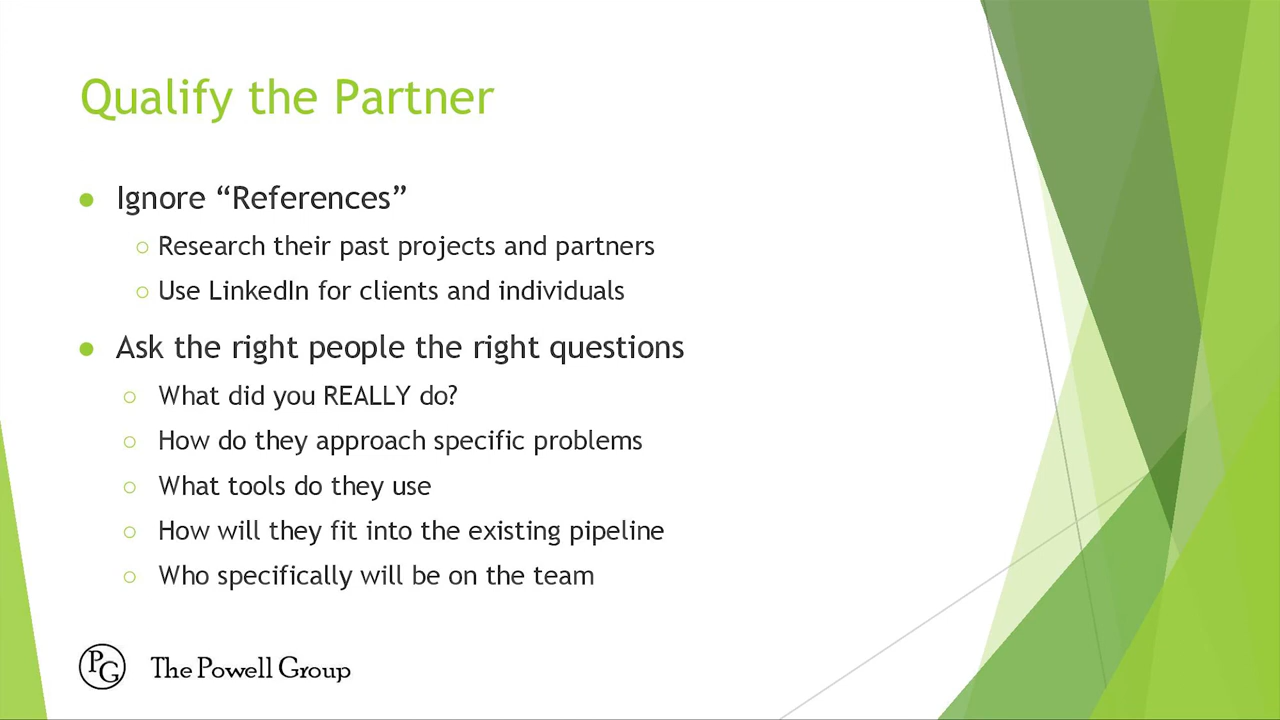 Qualify the Partner
● Ignore “References”
○ Research their past projects and partners
○ Use LinkedIn for clients and individuals
● Ask the right people the right questions
○ What did you REALLY do?
○ How do they approach specific problems
○ What tools do they use
○ How will they fit into the existing pipeline
○ Who specifically will be on the team
PG The Powell Group